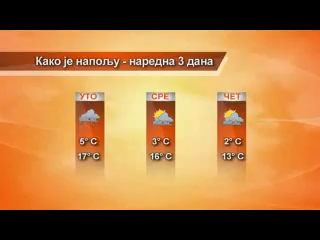 Како је напољу - наредна 3 дана
УТО СРЕ ЧЕТ
5° C 3° C 2° C
17° C 16° C 13° C